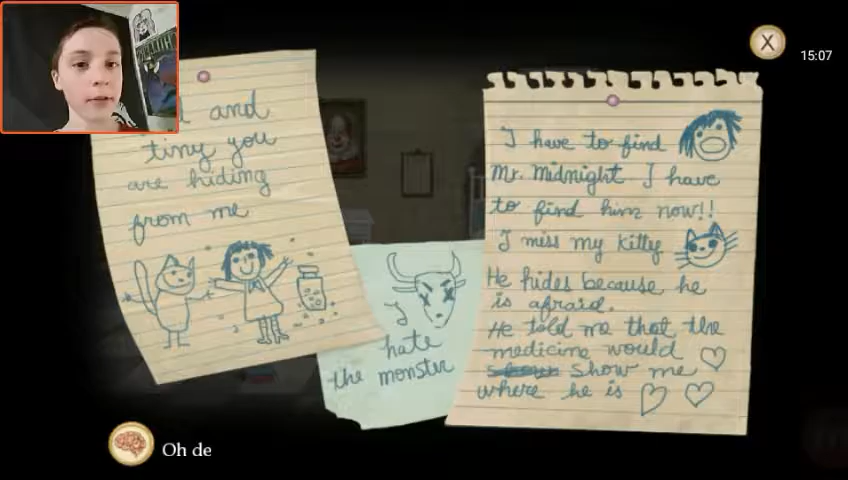 and
tiny you
are hiding
from me
I
hate
the monster
I have to find
Mr. Midnight I have
to find him now!!
I miss my kitty
He hides because he
is afraid.
He told me that the
medicine would
show me
where he is
X
15:07
Oh de